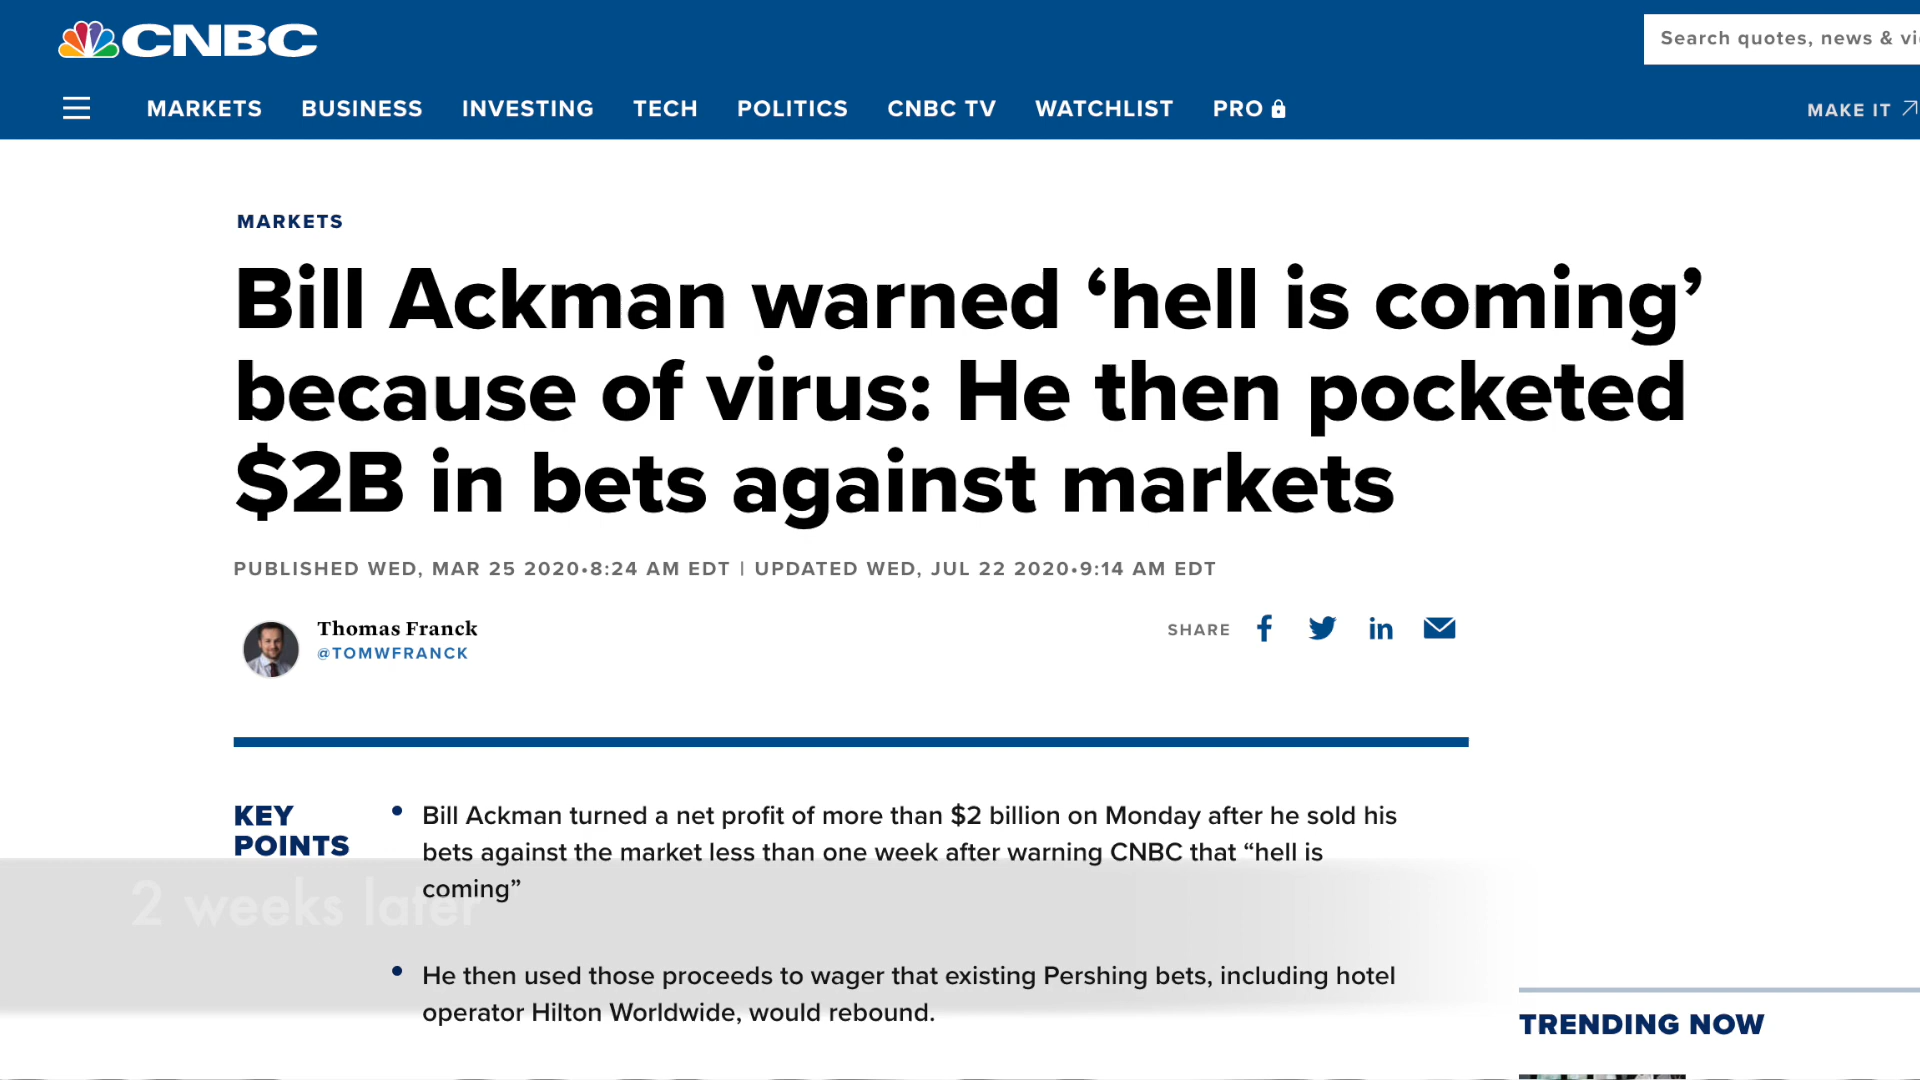 CNBC
Search quotes, news & vi
MARKETS BUSINESS INVESTING TECH POLITICS CNBC TV WATCHLIST PRO MAKE IT
MARKETS
Bill Ackman warned ‘hell is coming’
because of virus: He then pocketed
$2B in bets against markets
PUBLISHED WED, MAR 25 2020•8:24 AM EDT | UPDATED WED, JUL 22 2020•9:14 AM EDT
Thomas Franck
@TOMWFRANCK
SHARE
KEY
POINTS
• Bill Ackman turned a net profit of more than $2 billion on Monday after he sold his
bets against the market less than one week after warning CNBC that “hell is
coming”
2 weeks later
• He then used those proceeds to wager that existing Pershing bets, including hotel
operator Hilton Worldwide, would rebound.
TRENDING NOW